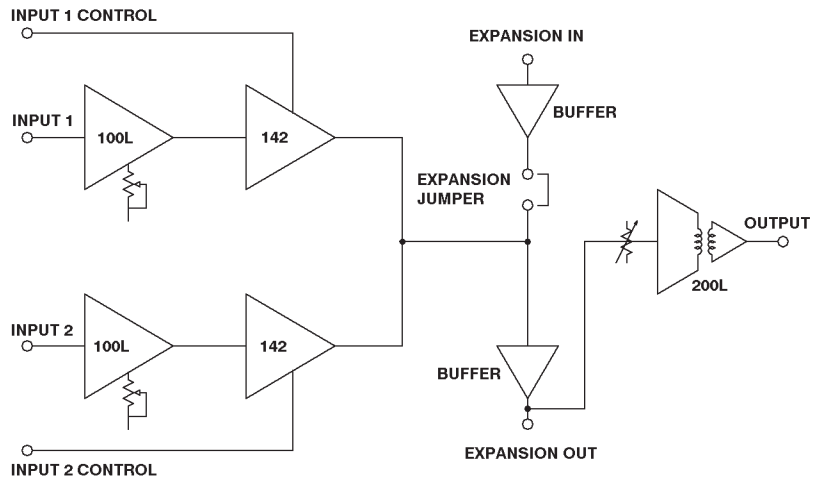 INPUT 1 CONTROL
EXPANSION IN
INPUT 1
100L
142
BUFFER
EXPANSION
JUMPER
OUTPUT
200L
INPUT 2
100L
142
BUFFER
EXPANSION OUT
INPUT 2 CONTROL